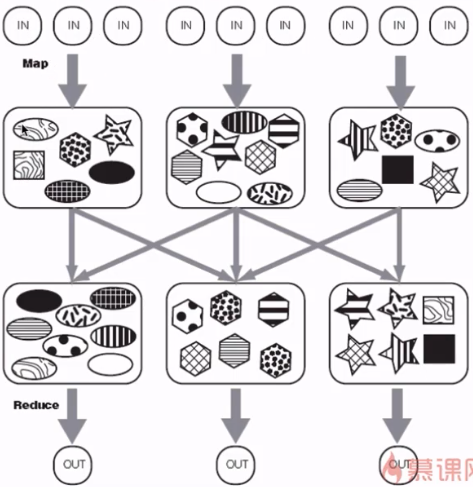 IN IN IN IN IN IN IN IN IN
Map
Reduce
OUT OUT OUT
慕课网